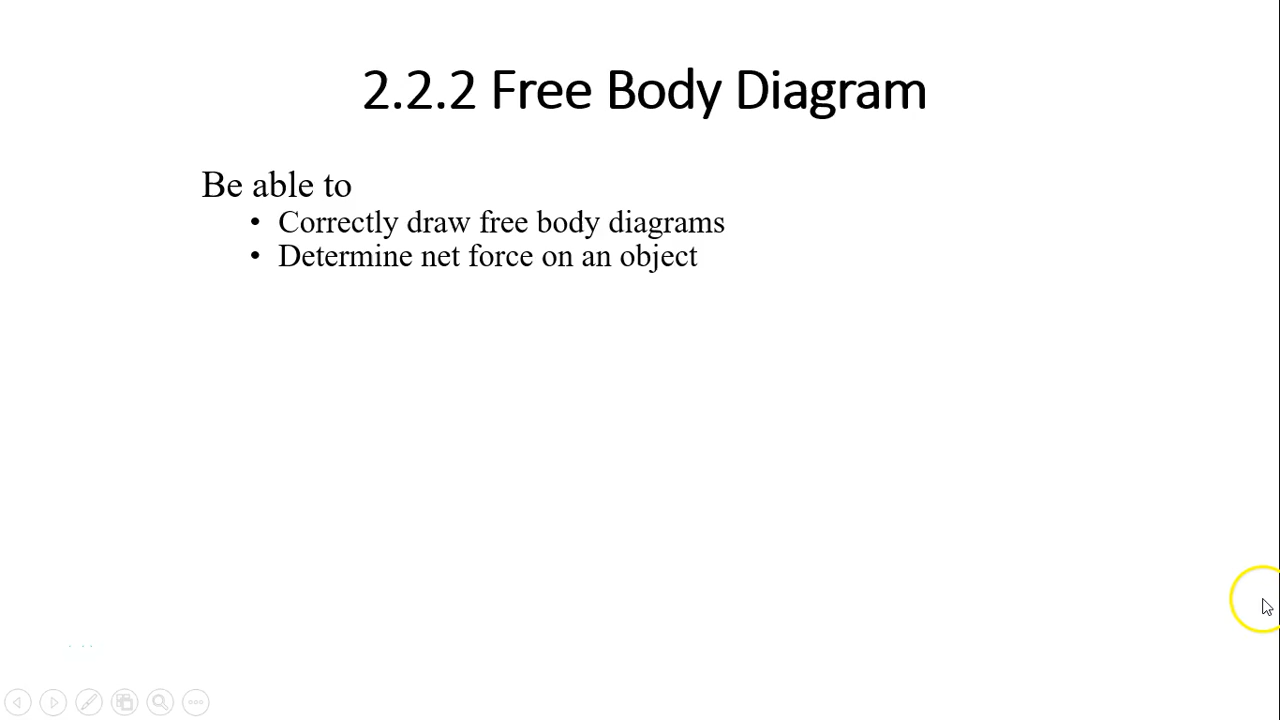 2.2.2 Free Body Diagram
Be able to
• Correctly draw free body diagrams
• Determine net force on an object